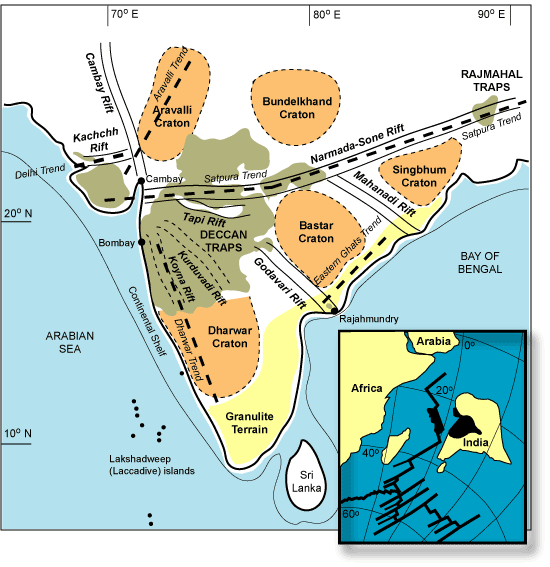 70° E
80° E
90° E
Cambay Rift
Aravalli Trend
Aravalli
Craton
Bundelkhand
Craton
RAJMAHAL
TRAPS
Kachchh
Rift
Narmada-Sone Rift
Satpura Trend
Delhi Trend
Cambay
Satpura Trend
Singbhum
Craton
Mahanadi Rift
20° N
Tapi Rift
DECCAN
TRAPS
Bastar
Craton
Eastern Ghats Trend
Bombay
Kurduvadi Rift
Koyna Rift
Godavari Rift
BAY OF
BENGAL
Continental Shelf
Rajahmundry
ARABIAN
SEA
Dharwar Trend
Dharwar
Craton
Granulite
Terrain
10° N
Lakshadweep
(Laccadive) islands
Sri
Lanka
Arabia
0°
Africa
20°
India
40°
60°